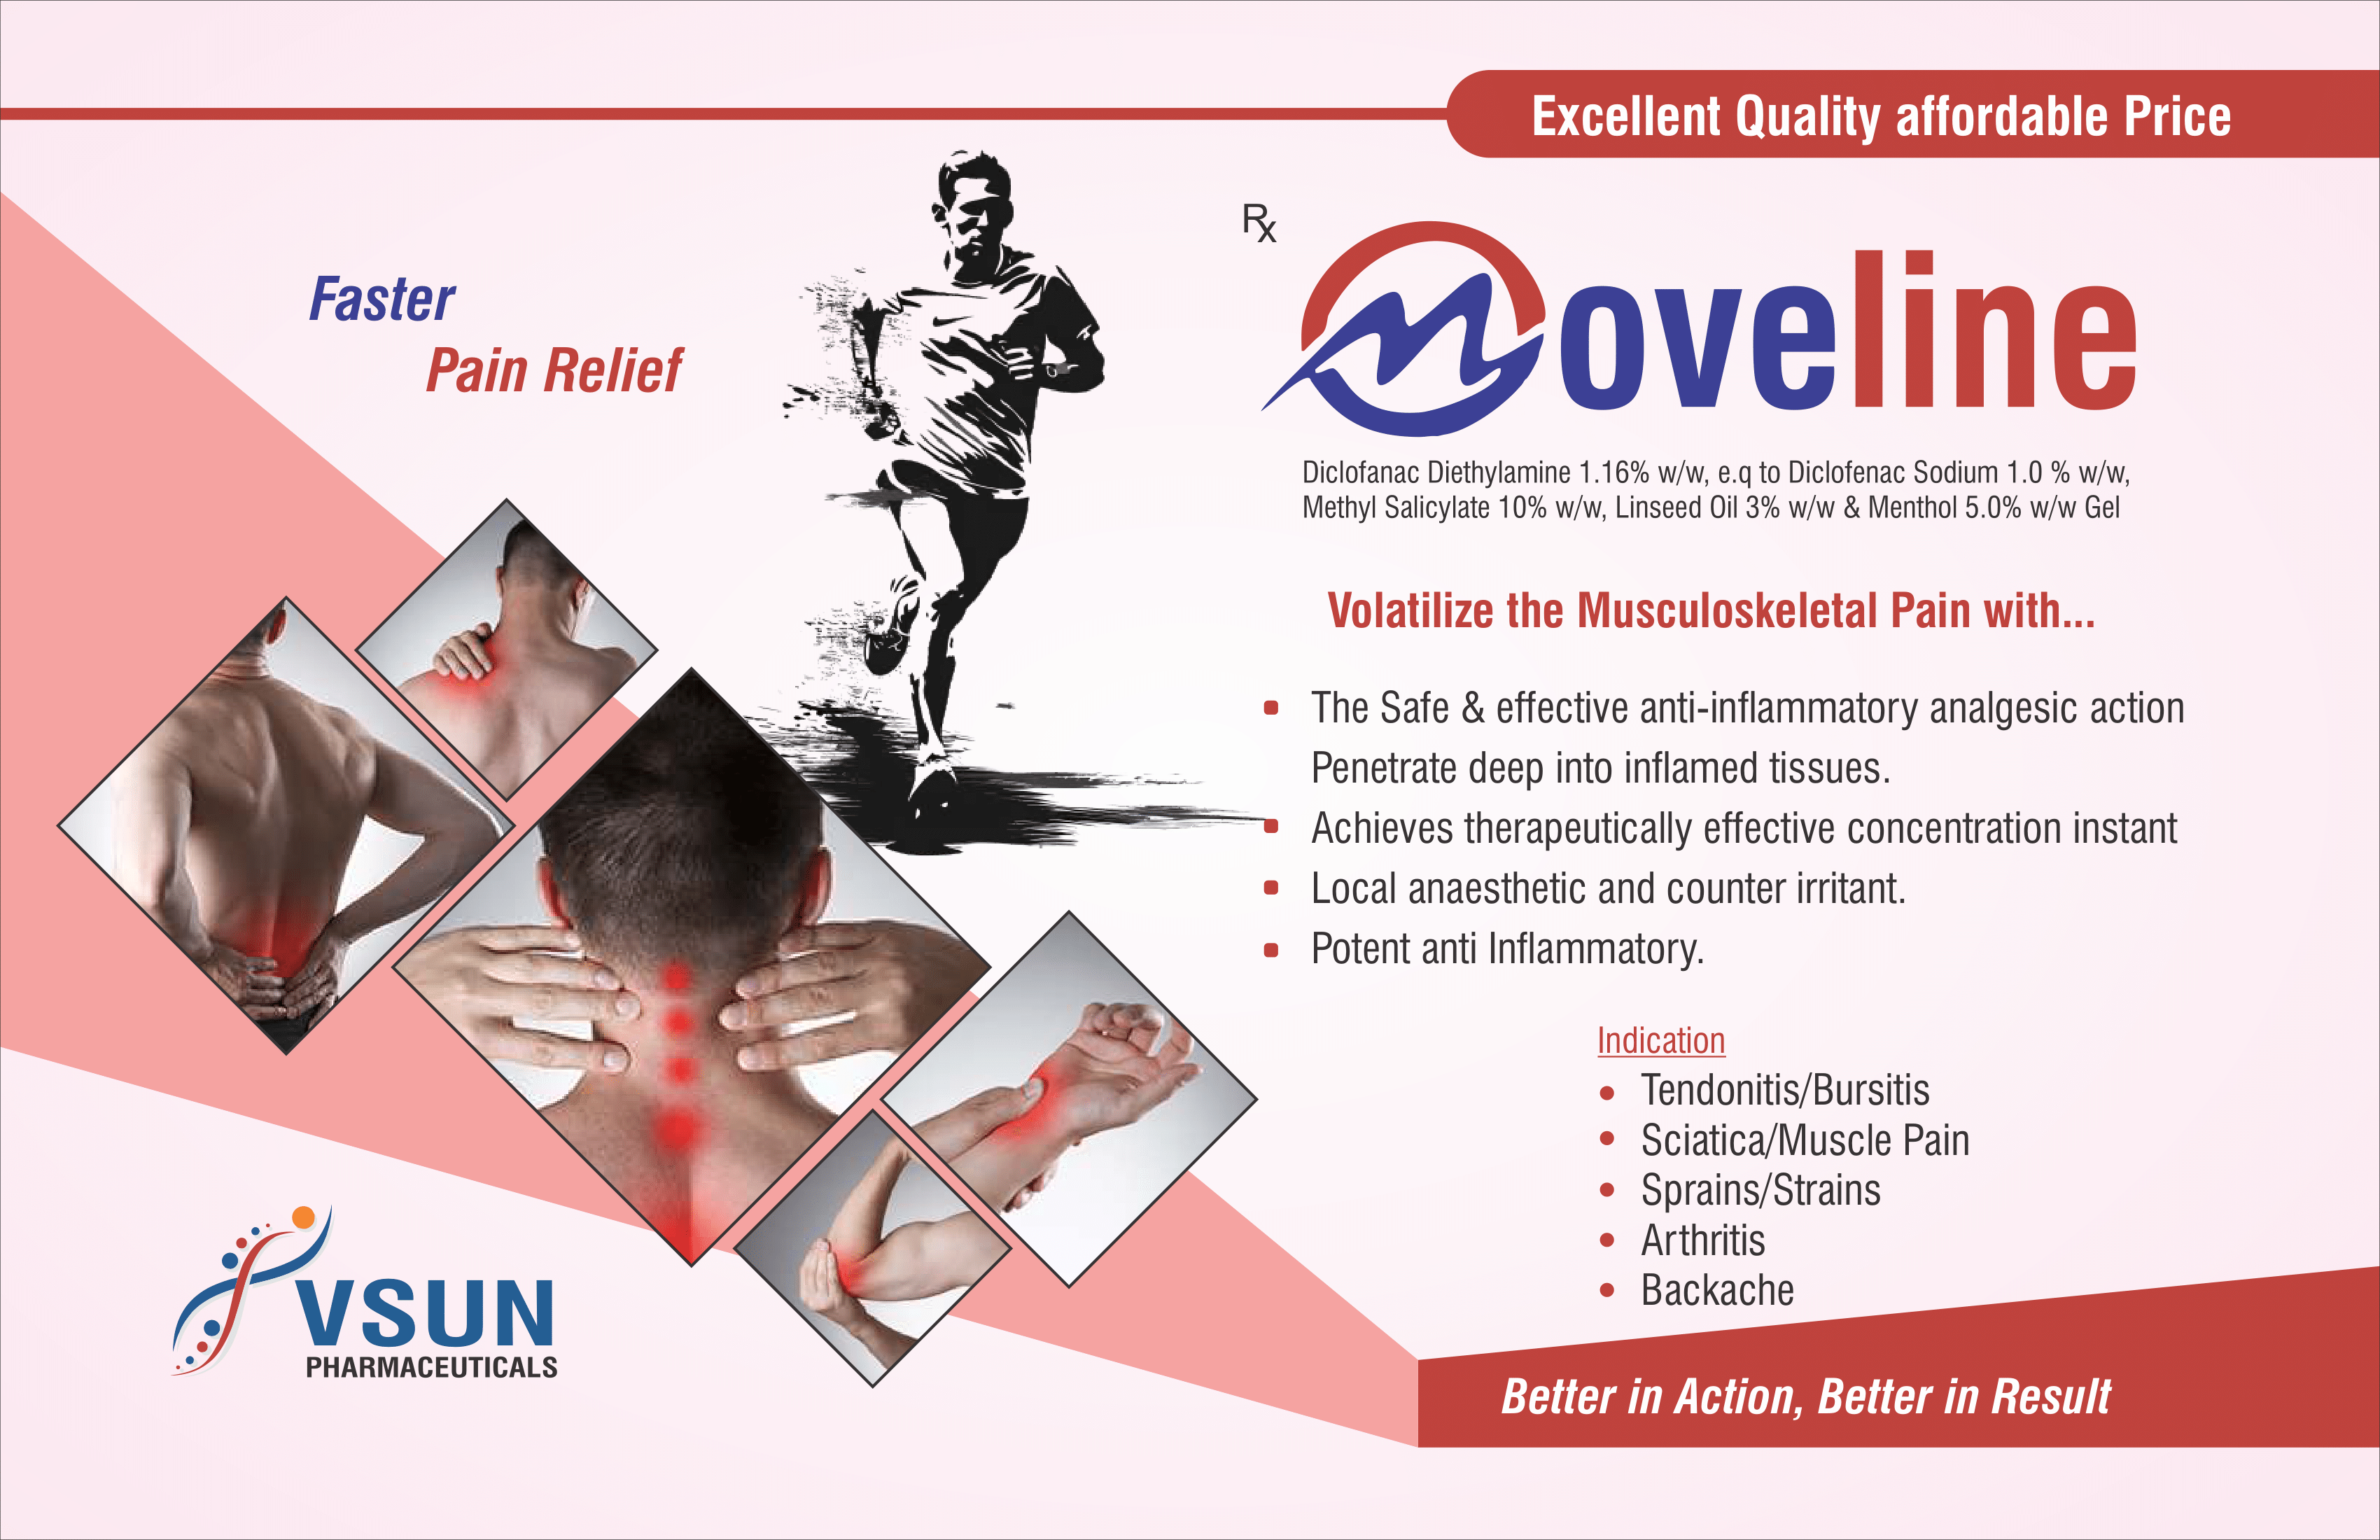 Excellent Quality affordable Price
Faster
Pain Relief
Rx
Moveline
Diclofanac Diethylamine 1.16% w/w, e.q to Diclofenac Sodium 1.0 % w/w,
Methyl Salicylate 10% w/w, Linseed Oil 3% w/w & Menthol 5.0% w/w Gel
Volatilize the Musculoskeletal Pain with...
The Safe & effective anti-inflammatory analgesic action
Penetrate deep into inflamed tissues.
Achieves therapeutically effective concentration instant
Local anaesthetic and counter irritant.
Potent anti Inflammatory.
Indication
Tendonitis/Bursitis
Sciatica/Muscle Pain
Sprains/Strains
Arthritis
Backache
VSUN
PHARMACEUTICALS
Better in Action, Better in Result